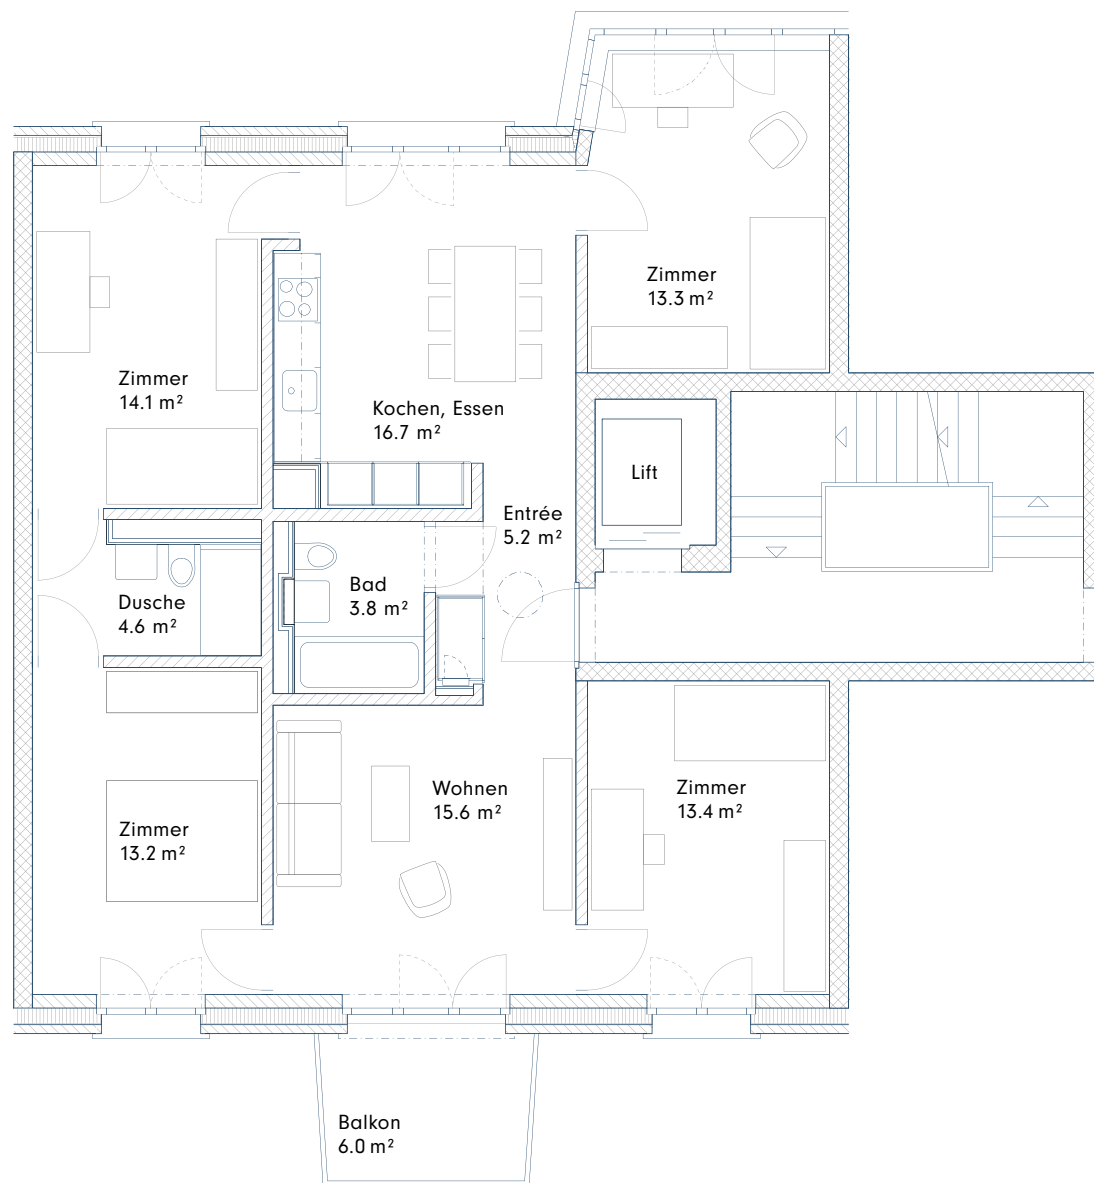 Zimmer
13.3 m²
Zimmer
14.1 m²
Kochen, Essen
16.7 m²
Lift
Entrée
5.2 m²
Bad
3.8 m²
Dusche
4.6 m²
Wohnen
15.6 m²
Zimmer
13.4 m²
Zimmer
13.2 m²
Balkon
6.0 m²